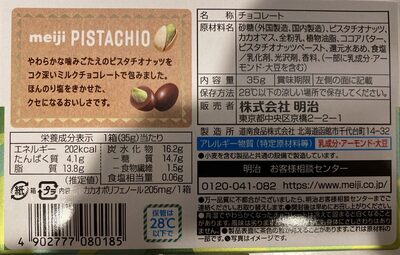 meiji PISTACHIO
やわらかな噛みごたえのピスタチオナッツを
コク深いミルクチョコレートで包みました。
ほんのり塩をきかせた、
クセになるおいしさです。
栄養成分表示 1箱(35g)当たり
エネルギー 202kcal
たんぱく質 4.1g
脂質 13.8g
(推定値)
炭水化物 16.2g
－糖質 14.7g
－食物繊維 1.5g
食塩相当量 0.06g
カカオポリフェノール205mg/1箱
箱
4 902777 080185
保管は
28℃以下
で
名称 チョコレート
原材料名 砂糖(外国製造、国内製造)、ピスタチオナッツ、
カカオマス、全粉乳、植物油脂、ココアバター、
ピスタチオナッツペースト、還元水あめ、食塩
/乳化剤、光沢剤、香料、(一部に乳成分・アーモ
ンド・大豆を含む)
内容量 35g 賞味期限 左側の面に記載
保存方法 28℃以下の涼しい場所で保存してください。
販売者 株式会社 明治
東京都中央区京橋2-2-1
製造所 道南食品株式会社 北海道函館市千代台町14-32
アレルギー物質(特定原材料等) 乳成分・アーモンド・大豆
●小麦を含む製品と共通の設備で製造しています。
明治 お客様相談センター
0120-041-082 https://www.meiji.co.jp/
●写真はイメージです。